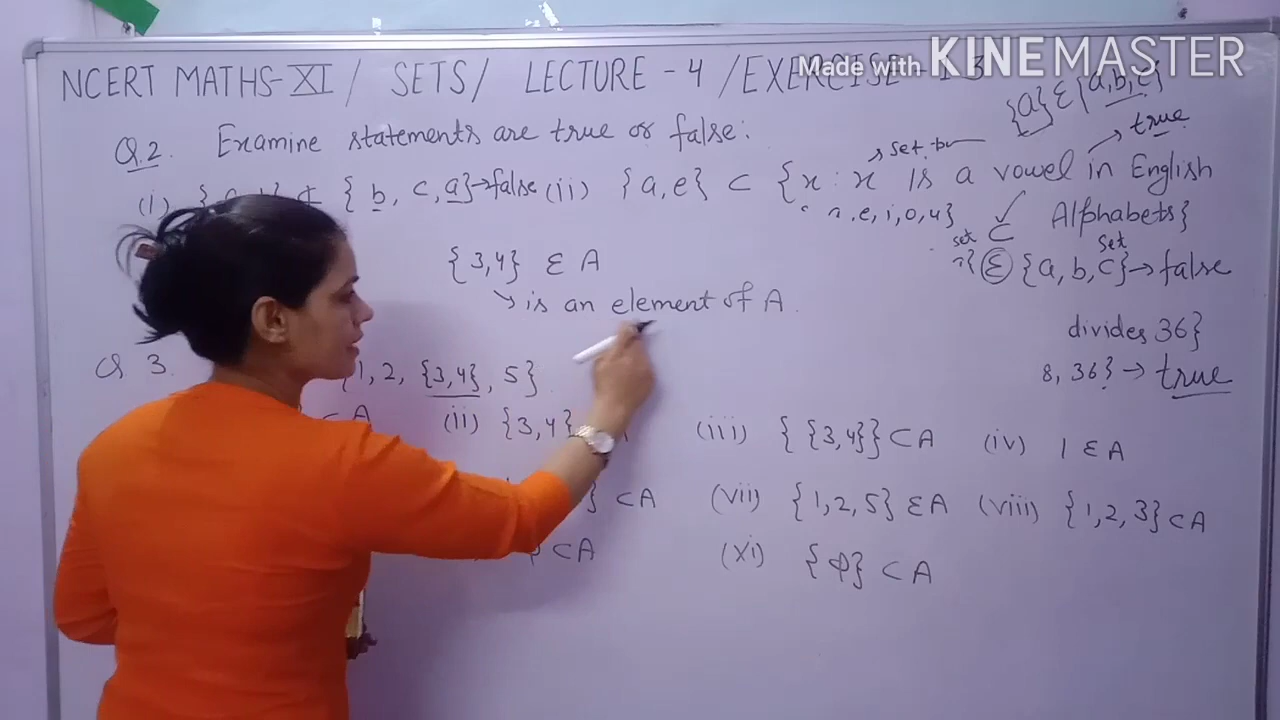 Made with KINEMASTER
NCERT MATHS-XI / SETS / LECTURE - 4 / EXERCISE - 1.3
{a} ε {a, b, c}
Q.2. Examine statements are true or false:
true
set
(i) ⊄ { b, c, a} → false (ii) {a, e} ⊂ {x : x is a vowel in English
a, e, i, o, u} Alphabets}
⊂
set set
{3,4} ε A
ε {a, b, c} → false
↘ is an element of A
divides 36}
8, 36} → true
Q 3. 1, 2, {3,4}, 5}
⊂ A (ii) {3,4} A (iii) { {3,4}} ⊂ A (iv) 1 ε A
} ⊂ A (vii) {1,2,5} ε A (viii) {1,2,3} ⊂ A
φ ⊂ A (xi) {φ} ⊂ A